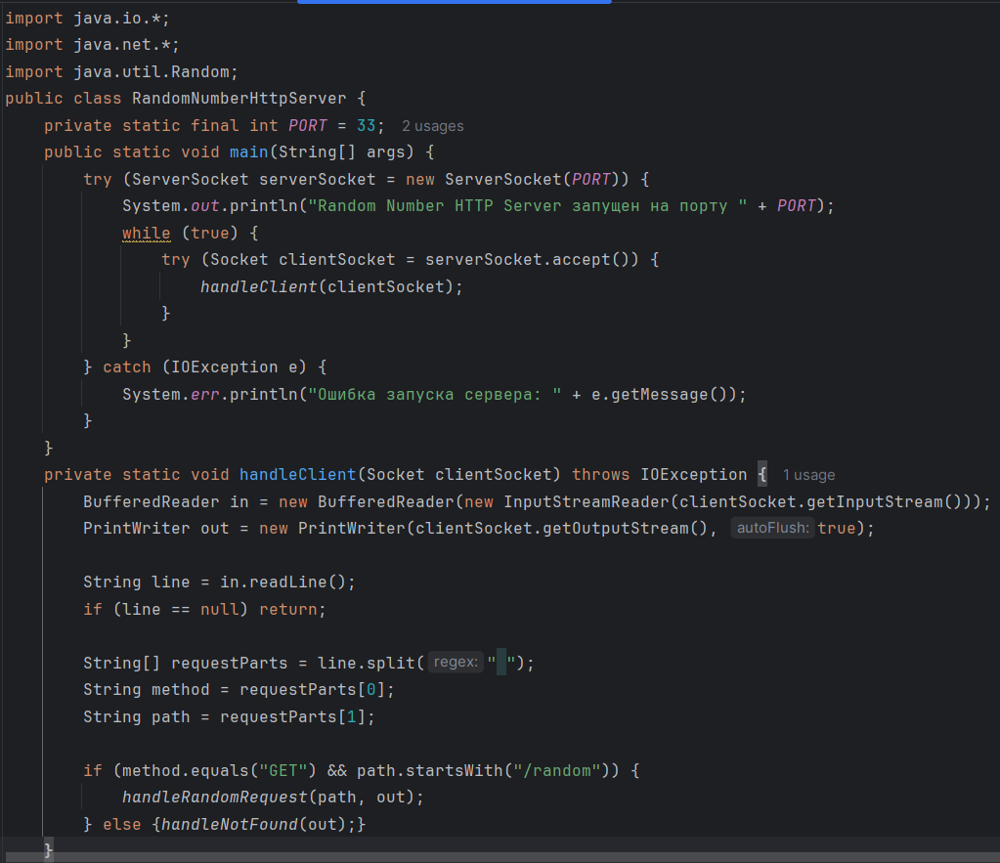 import java.io.*;
import java.net.*;
import java.util.Random;
public class RandomNumberHttpServer {
    private static final int PORT = 33;  2 usages
    public static void main(String[] args) {
        try (ServerSocket serverSocket = new ServerSocket(PORT)) {
            System.out.println("Random Number HTTP Server запущен на порту " + PORT);
            while (true) {
                try (Socket clientSocket = serverSocket.accept()) {
                    handleClient(clientSocket);
                }
            }
        } catch (IOException e) {
            System.err.println("Ошибка запуска сервера: " + e.getMessage());
        }
    }
    private static void handleClient(Socket clientSocket) throws IOException {  1 usage
        BufferedReader in = new BufferedReader(new InputStreamReader(clientSocket.getInputStream()));
        PrintWriter out = new PrintWriter(clientSocket.getOutputStream(), autoFlush: true);
        String line = in.readLine();
        if (line == null) return;
        String[] requestParts = line.split( regex: " ");
        String method = requestParts[0];
        String path = requestParts[1];
        if (method.equals("GET") && path.startsWith("/random")) {
            handleRandomRequest(path, out);
        } else {handleNotFound(out);}
    }